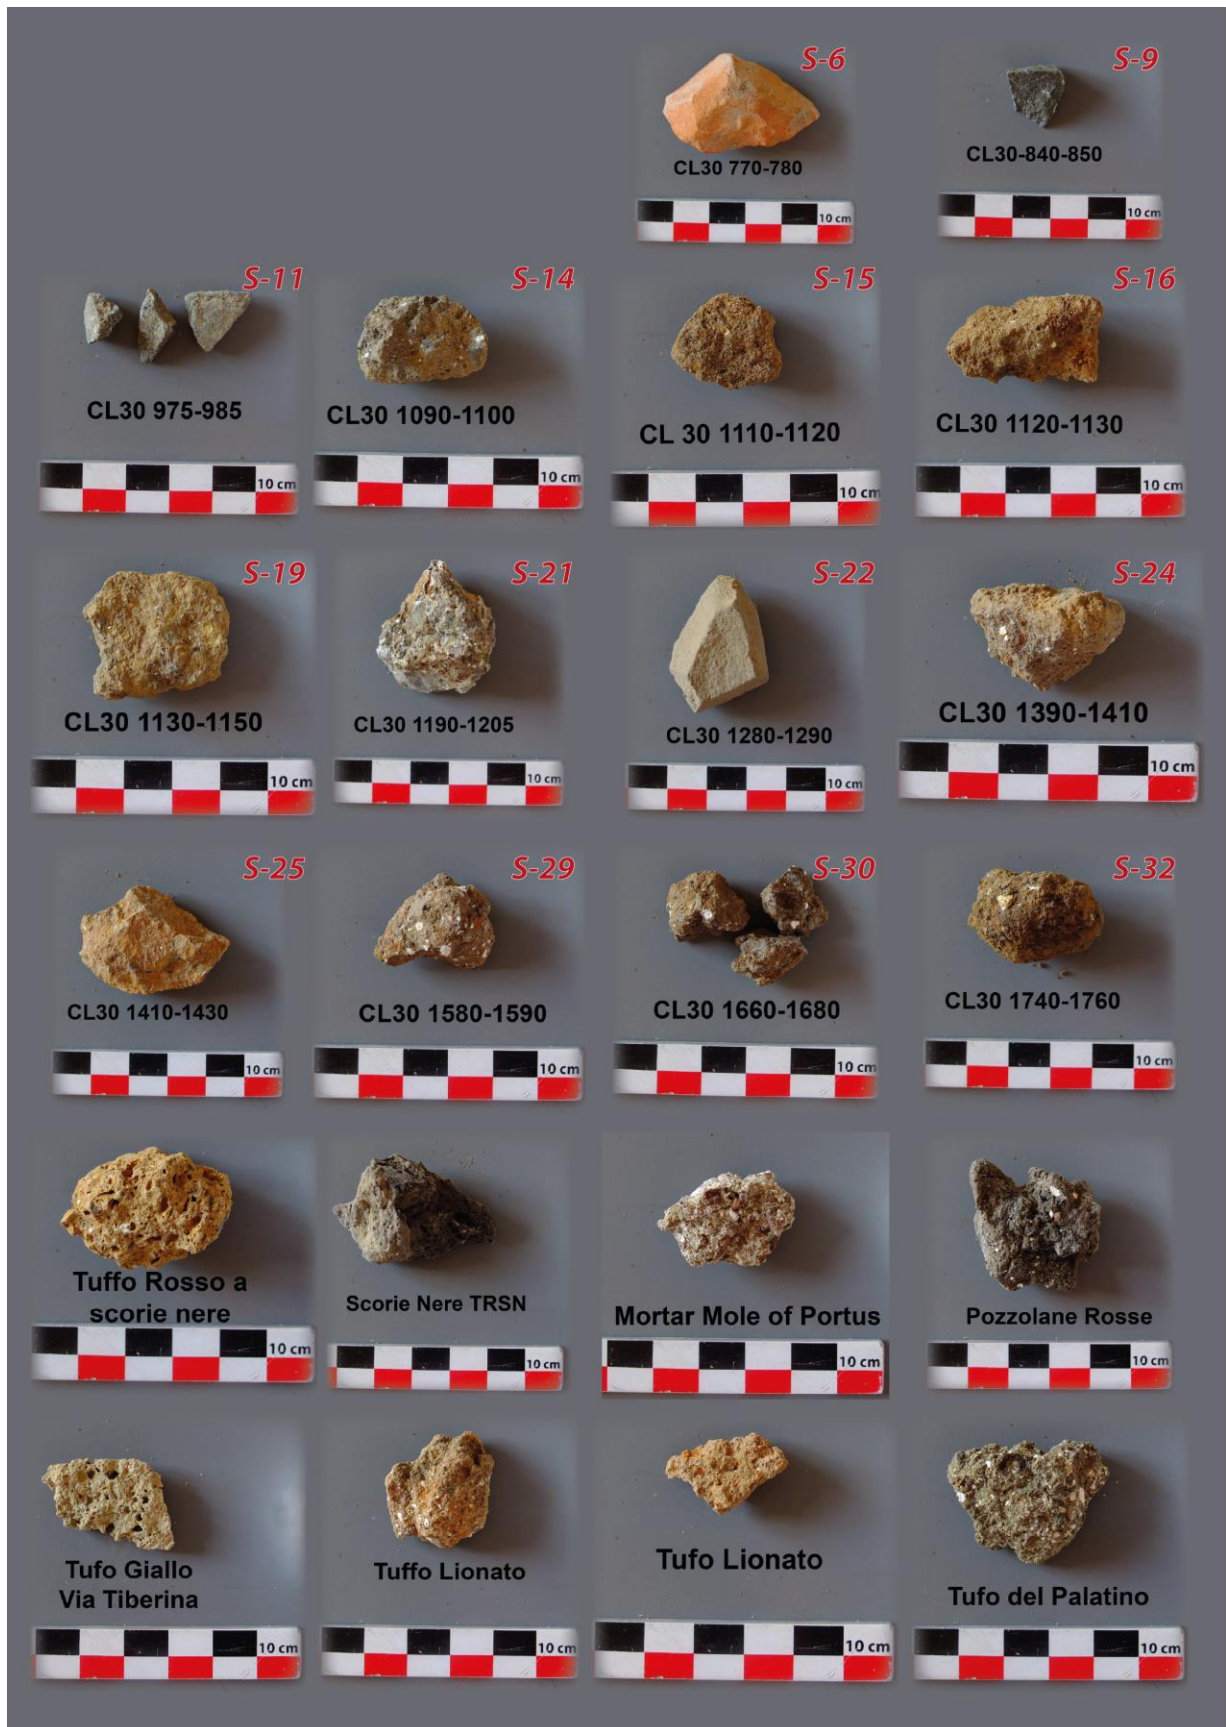 S-6
CL30 770-780
10 cm
S-9
CL30-840-850
10 cm
S-11
CL30 975-985
10 cm
S-14
CL30 1090-1100
10 cm
S-15
CL 30 1110-1120
10 cm
S-16
CL30 1120-1130
10 cm
S-19
CL30 1130-1150
10 cm
S-21
CL30 1190-1205
10 cm
S-22
CL30 1280-1290
10 cm
S-24
CL30 1390-1410
10 cm
S-25
CL30 1410-1430
10 cm
S-29
CL30 1580-1590
10 cm
S-30
CL30 1660-1680
10 cm
S-32
CL30 1740-1760
10 cm
Tuffo Rosso a
scorie nere
10 cm
Scorie Nere TRSN
10 cm
Mortar Mole of Portus
10 cm
Pozzolane Rosse
10 cm
Tufo Giallo
Via Tiberina
10 cm
Tuffo Lionato
10 cm
Tufo Lionato
10 cm
Tufo del Palatino
10 cm